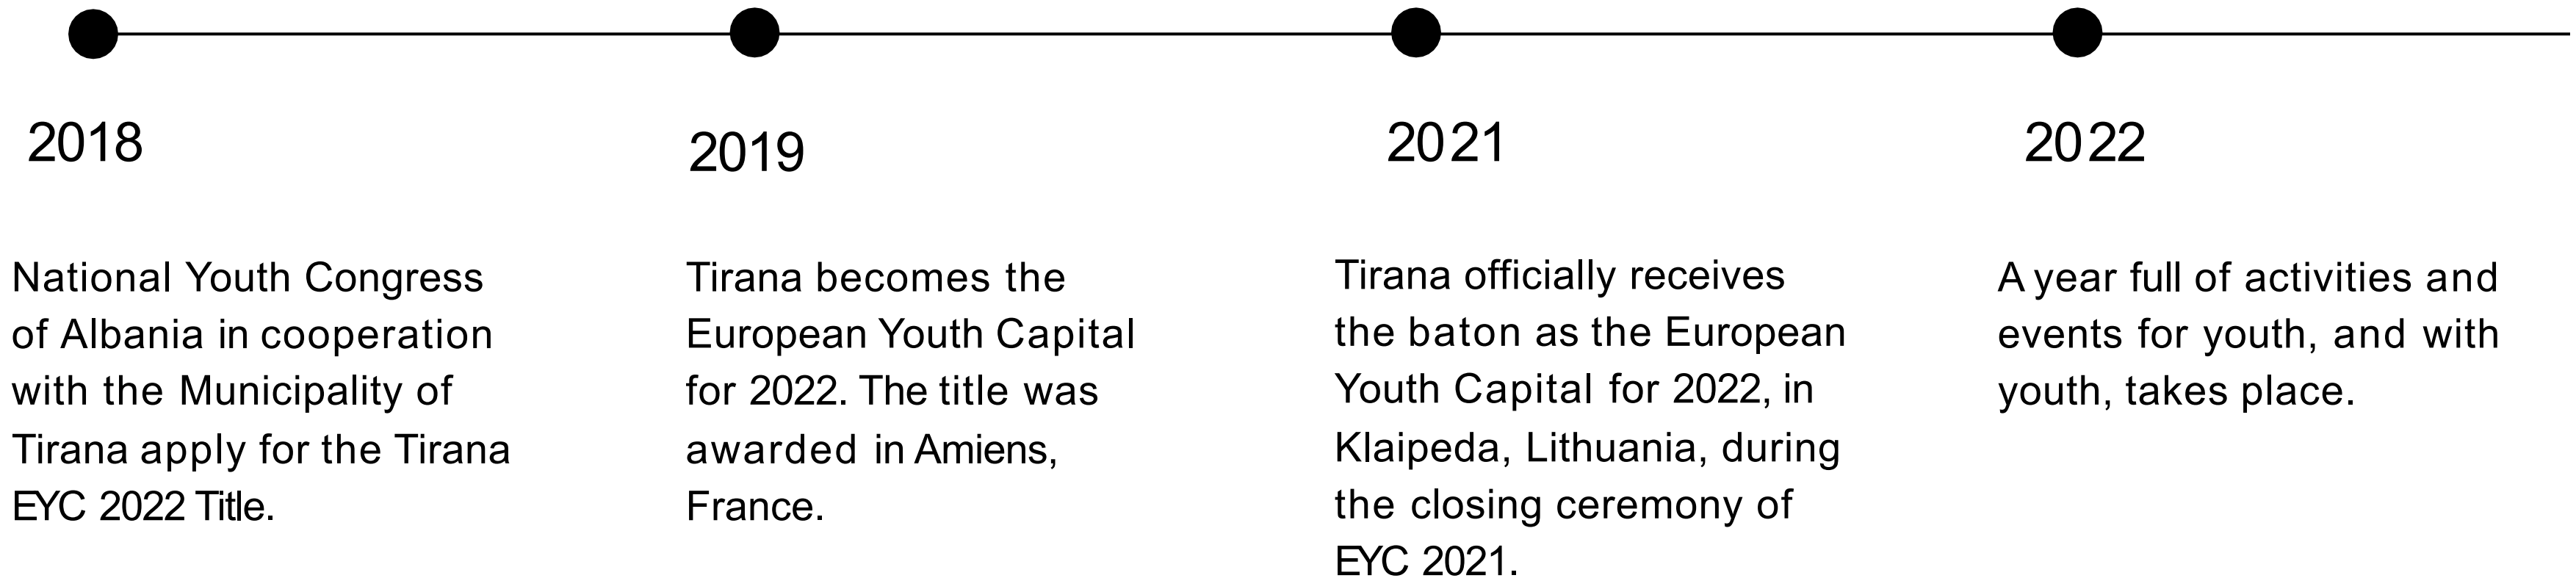 2018
National Youth Congress
of Albania in cooperation
with the Municipality of
Tirana apply for the Tirana
EYC 2022 Title.
2019
Tirana becomes the
European Youth Capital
for 2022. The title was
awarded in Amiens,
France.
2021
Tirana officially receives
the baton as the European
Youth Capital for 2022, in
Klaipeda, Lithuania, during
the closing ceremony of
EYC 2021.
2022
A year full of activities and
events for youth, and with
youth, takes place.